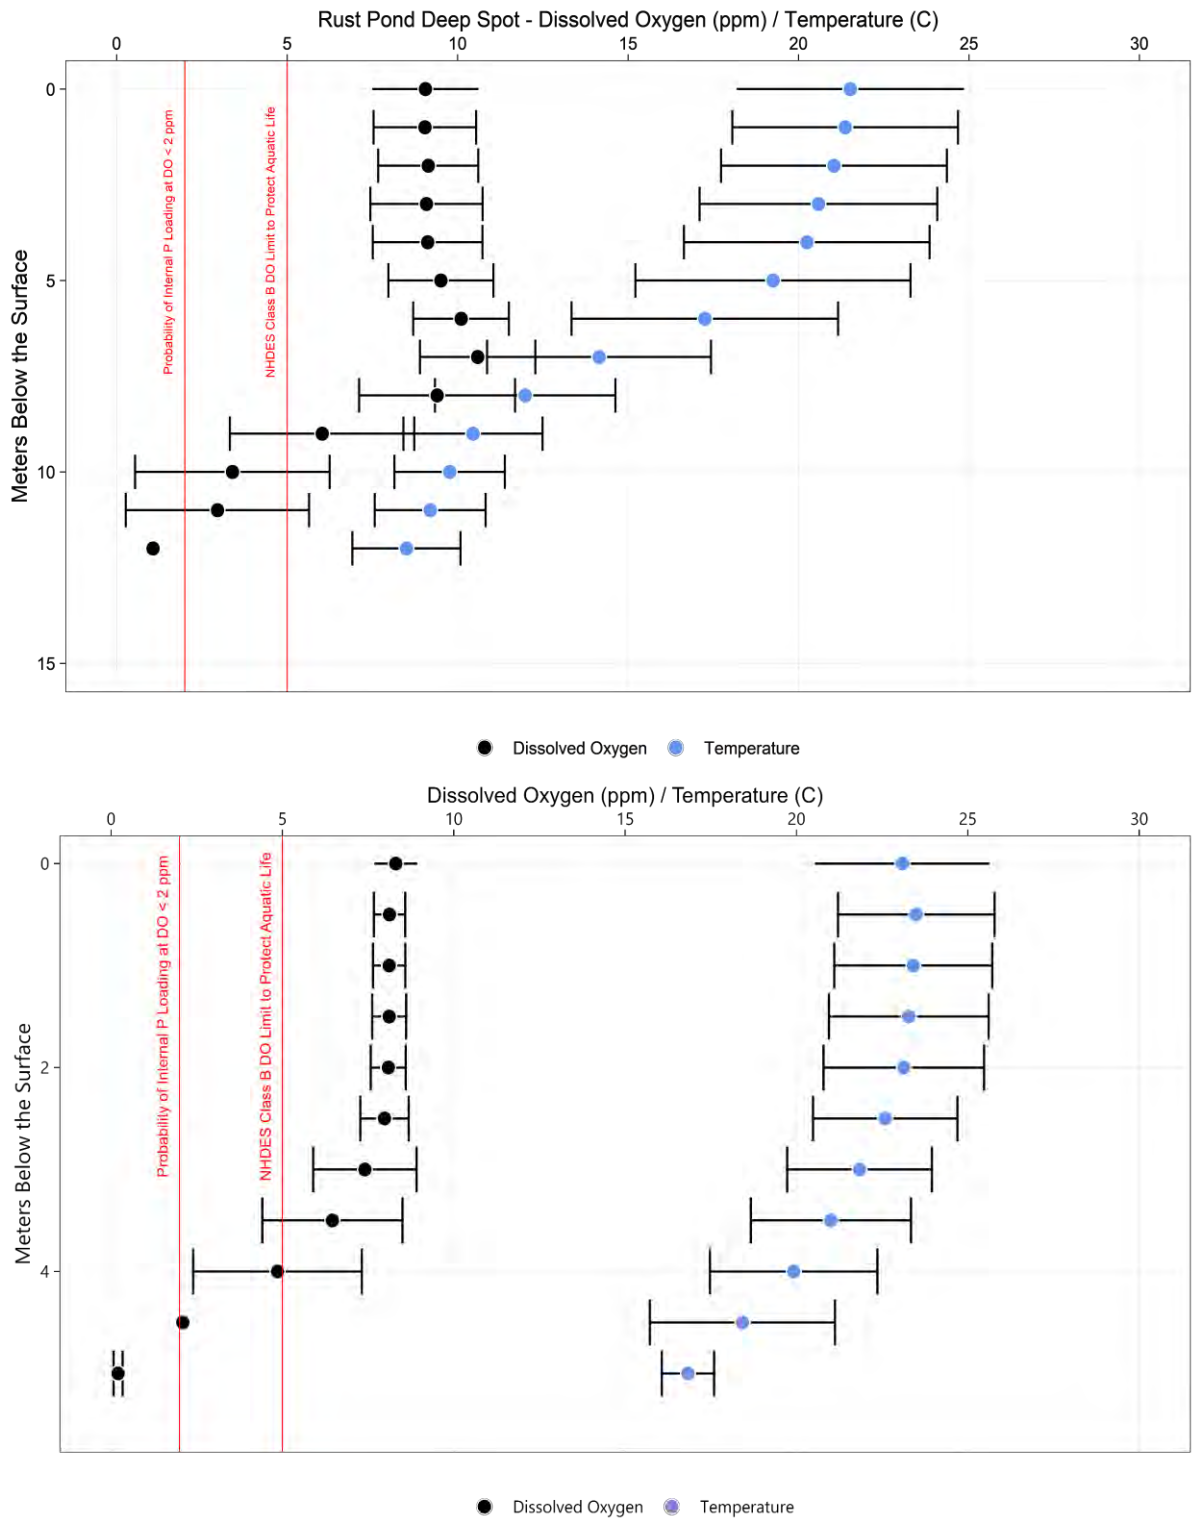 Rust Pond Deep Spot - Dissolved Oxygen (ppm) / Temperature (C)
0 5 10 15 20 25 30
Meters Below the Surface
0
5
10
15
Probability of Internal P Loading at DO < 2 ppm
NHDES Class B DO Limit to Protect Aquatic Life
Dissolved Oxygen Temperature
Dissolved Oxygen (ppm) / Temperature (C)
0 5 10 15 20 25 30
Meters Below the Surface
0
2
4
Probability of Internal P Loading at DO < 2 ppm
NHDES Class B DO Limit to Protect Aquatic Life
Dissolved Oxygen Temperature